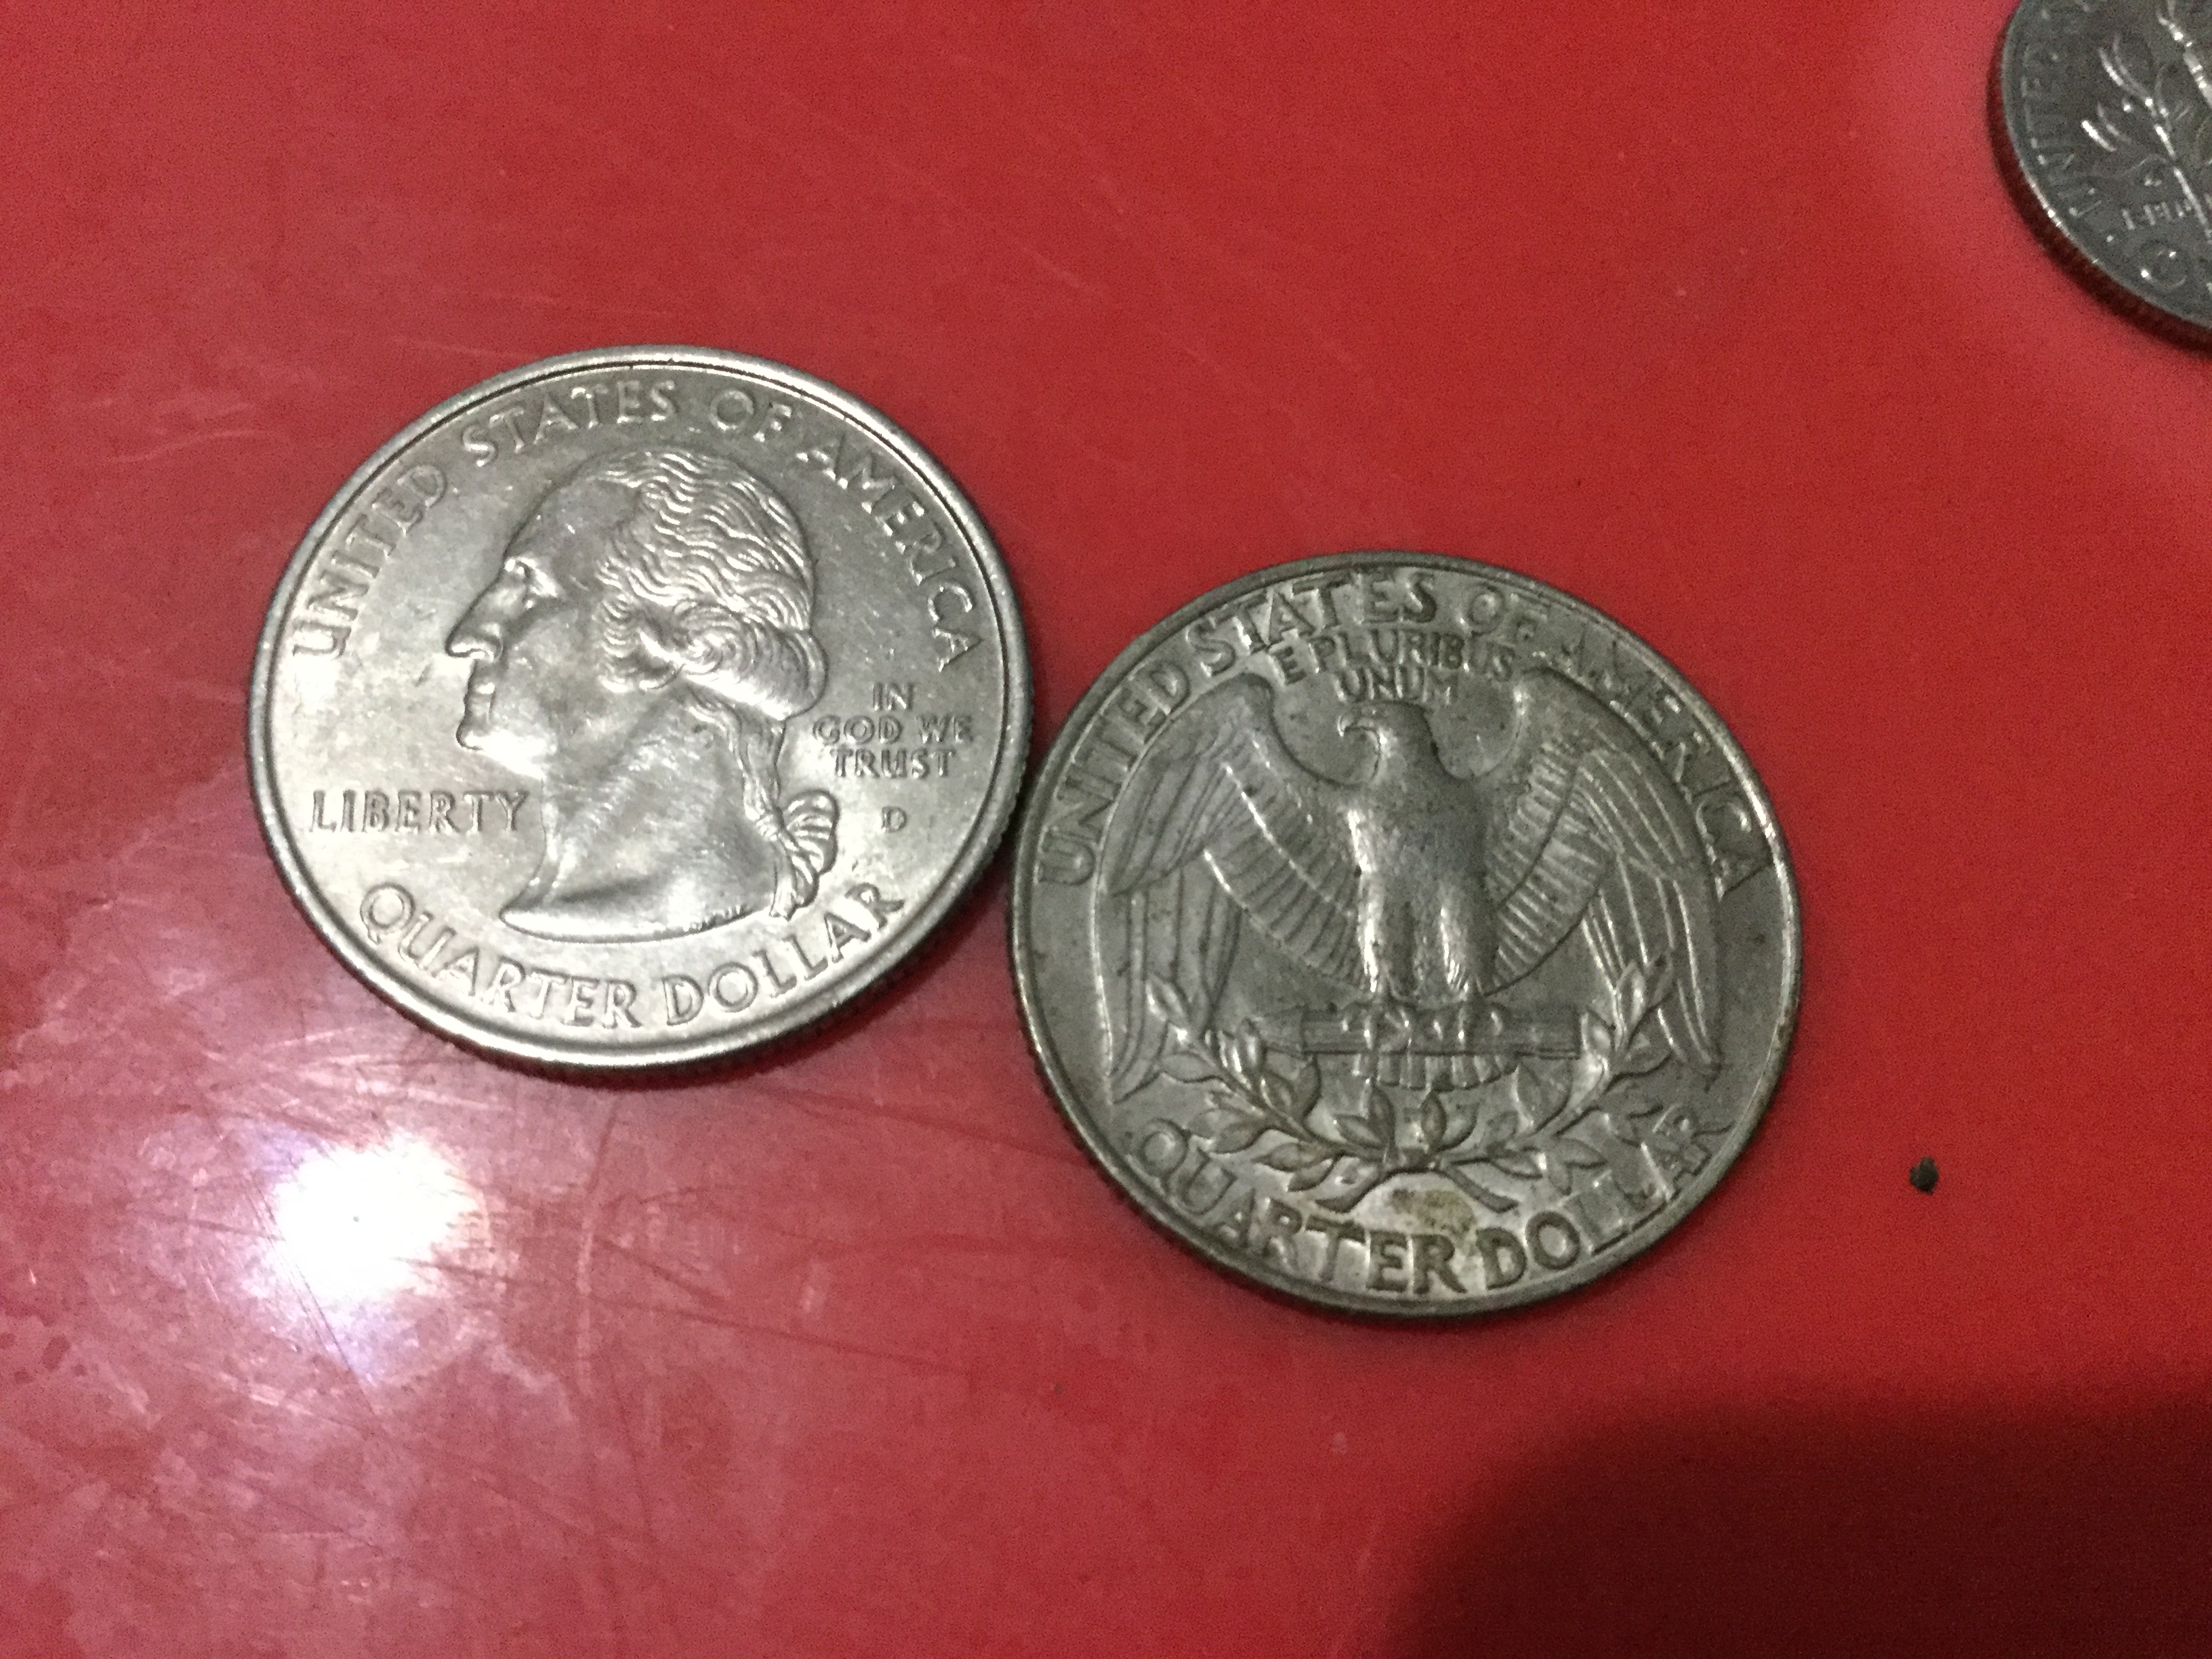 UNITED STATES OF AMERICA
IN
GOD WE
TRUST
LIBERTY
D
QUARTER DOLLAR
UNITED STATES OF AMERICA
E PLURIBUS
UNUM
QUARTER DOLLAR